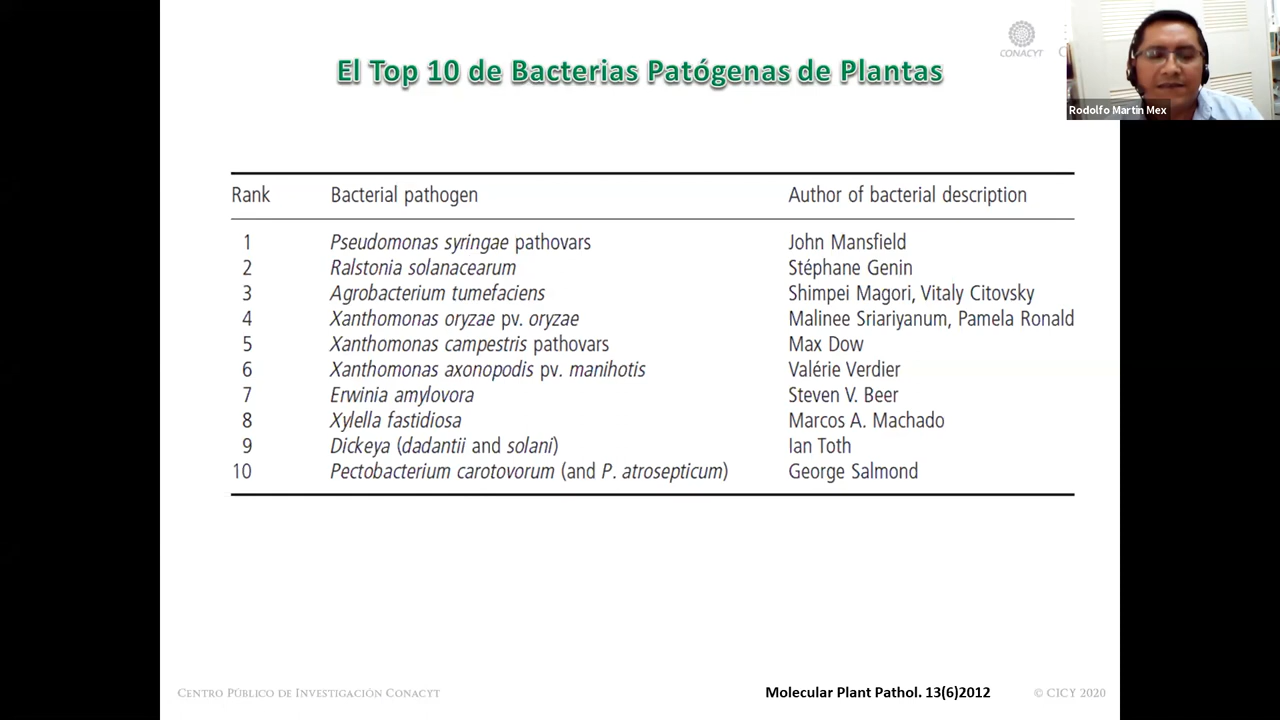 CONACYT
El Top 10 de Bacterias Patógenas de Plantas
Rodolfo Martin Mex
Rank Bacterial pathogen Author of bacterial description
1 Pseudomonas syringae pathovars John Mansfield
2 Ralstonia solanacearum Stéphane Genin
3 Agrobacterium tumefaciens Shimpei Magori, Vitaly Citovsky
4 Xanthomonas oryzae pv. oryzae Malinee Sriariyanum, Pamela Ronald
5 Xanthomonas campestris pathovars Max Dow
6 Xanthomonas axonopodis pv. manihotis Valérie Verdier
7 Erwinia amylovora Steven V. Beer
8 Xylella fastidiosa Marcos A. Machado
9 Dickeya (dadantii and solani) Ian Toth
10 Pectobacterium carotovorum (and P. atrosepticum) George Salmond
Centro Público de Investigación Conacyt
Molecular Plant Pathol. 13(6)2012
© CICY 2020